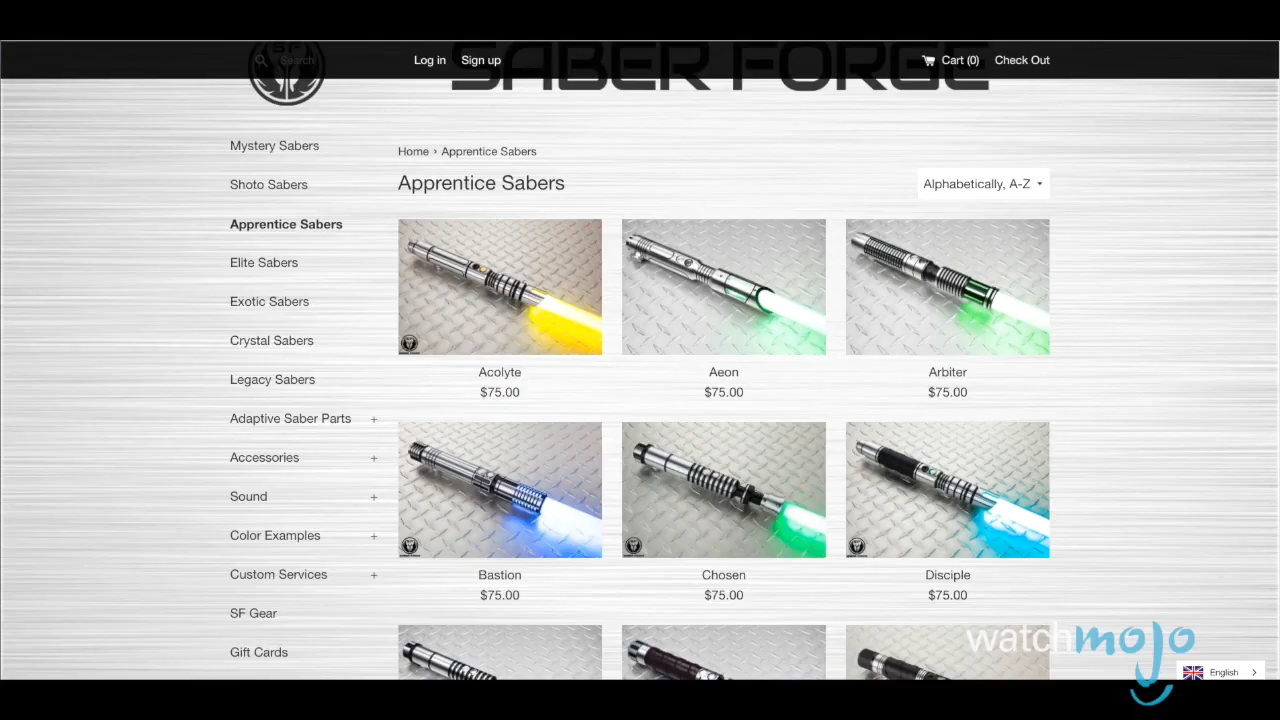 SF
Search
Log in
Sign up
SABER FORGE
Cart (0)
Check Out
Mystery Sabers
Shoto Sabers
Apprentice Sabers
Elite Sabers
Exotic Sabers
Crystal Sabers
Legacy Sabers
Adaptive Saber Parts +
Accessories +
Sound +
Color Examples +
Custom Services +
SF Gear
Gift Cards
Home › Apprentice Sabers
Apprentice Sabers
Alphabetically, A-Z
Acolyte
$75.00
Aeon
$75.00
Arbiter
$75.00
Bastion
$75.00
Chosen
$75.00
Disciple
$75.00
watchmojo
English